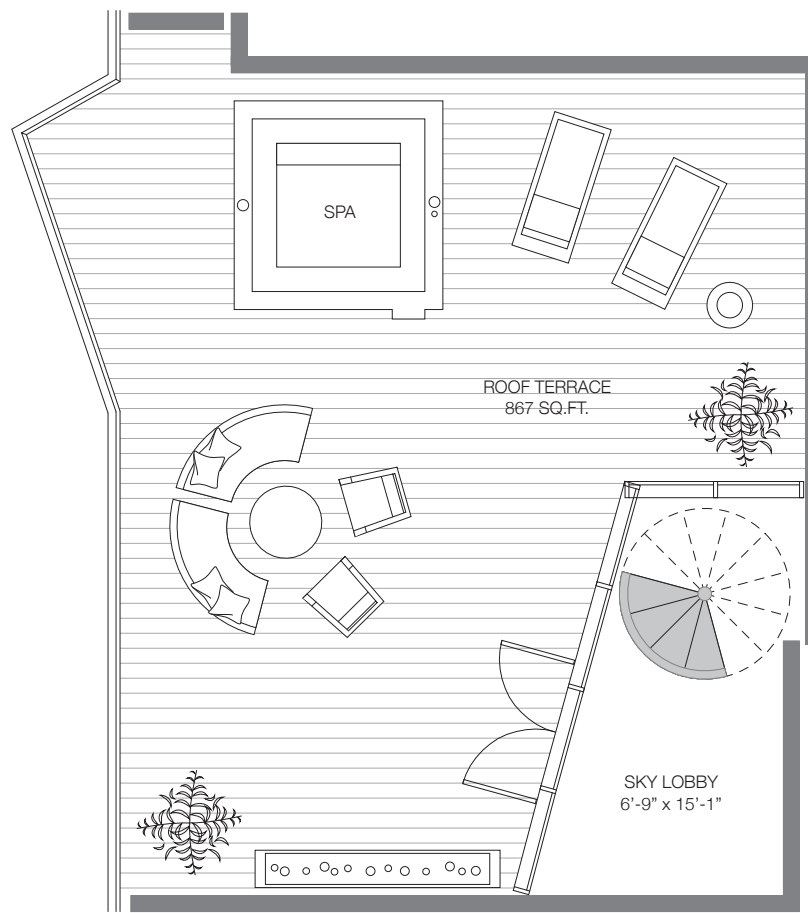 SPA
ROOF TERRACE
867 SQ.FT.
SKY LOBBY
6’-9” x 15’-1”